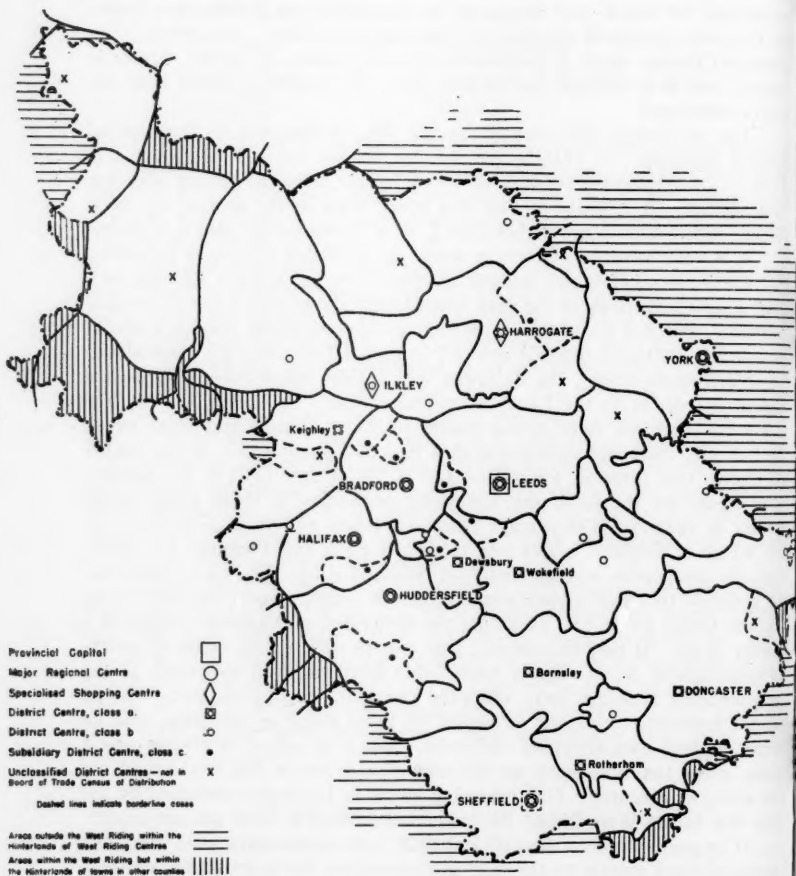 HARROGATE
YORK
ILKLEY
Keighley
BRADFORD
LEEDS
HALIFAX
Dewsbury
Wakefield
HUDDERSFIELD
Barnsley
DONCASTER
Rotherham
SHEFFIELD
Provincial Capital
Major Regional Centre
Specialised Shopping Centre
District Centre, class a.
District Centre, class b
Subsidiary District Centre, class c
Unclassified District Centres — not in
Board of Trade Census of Distribution
Dashed lines indicate borderline cases
Areas outside the West Riding within the
Hinterlands of West Riding Centres
Areas within the West Riding but within
the Hinterlands of towns in other counties